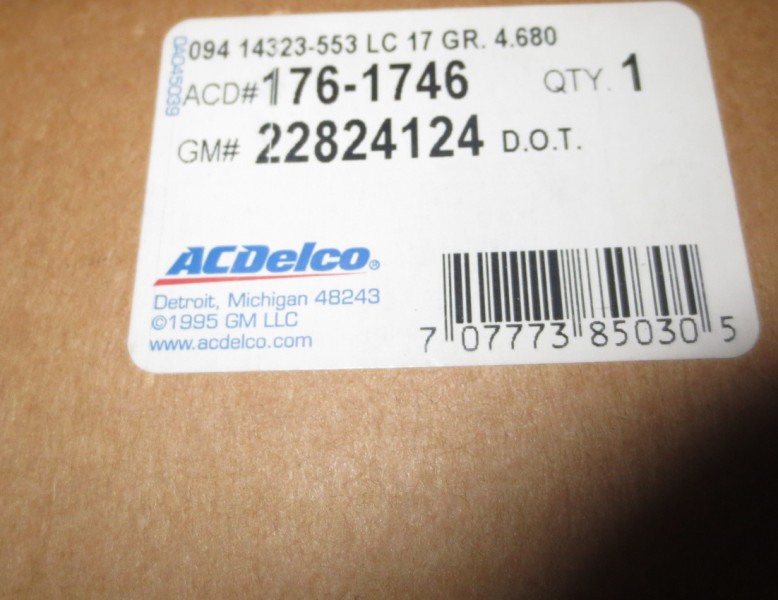 094 14323-553 LC 17 GR. 4.680
ACD# 176-1746 QTY. 1
GM# 22824124 D.O.T.
0A045039
ACDelco®
Detroit, Michigan 48243
©1995 GM LLC
www.acdelco.com
7 07773 85030 5